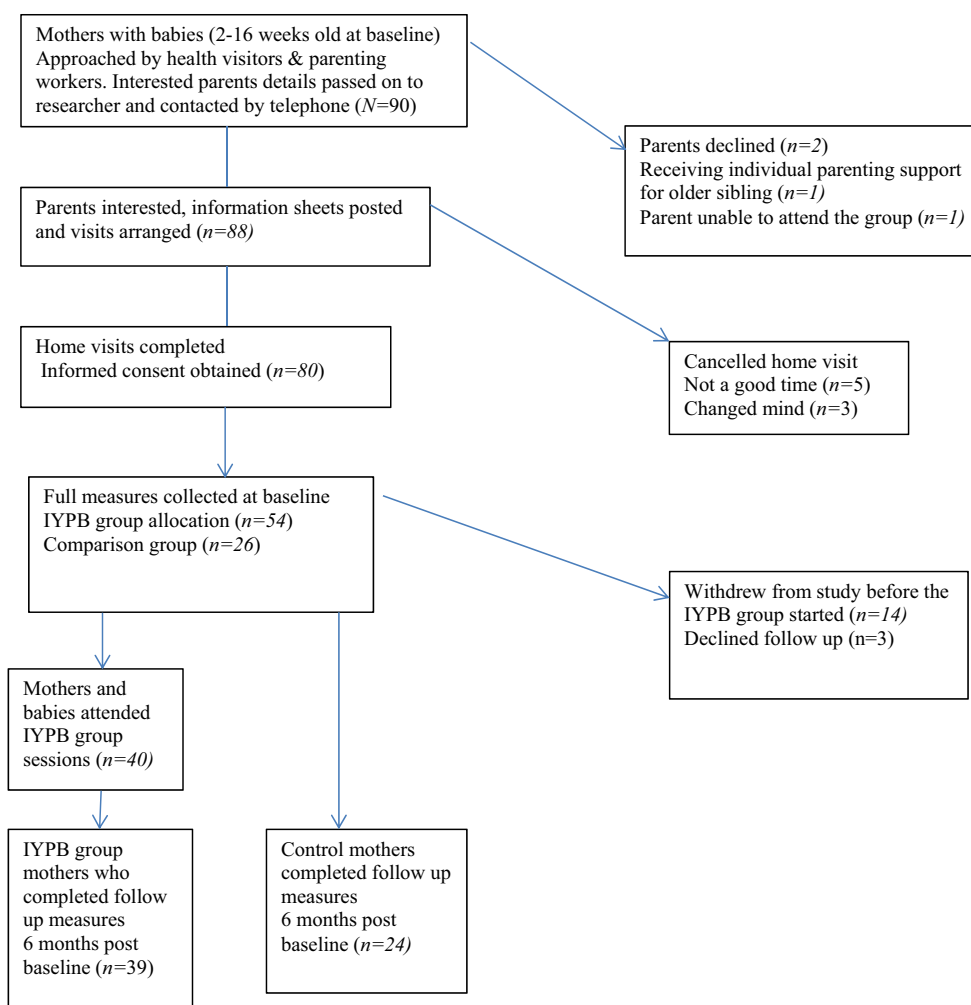 Mothers with babies (2-16 weeks old at baseline)
Approached by health visitors & parenting
workers. Interested parents details passed on to
researcher and contacted by telephone (N=90)
Parents declined (n=2)
Receiving individual parenting support
for older sibling (n=1)
Parent unable to attend the group (n=1)
Parents interested, information sheets posted
and visits arranged (n=88)
Home visits completed
Informed consent obtained (n=80)
Cancelled home visit
Not a good time (n=5)
Changed mind (n=3)
Full measures collected at baseline
IYPB group allocation (n=54)
Comparison group (n=26)
Withdrew from study before the
IYPB group started (n=14)
Declined follow up (n=3)
Mothers and
babies attended
IYPB group
sessions (n=40)
IYPB group
mothers who
completed follow
up measures
6 months post
baseline (n=39)
Control mothers
completed follow up
measures
6 months post
baseline (n=24)